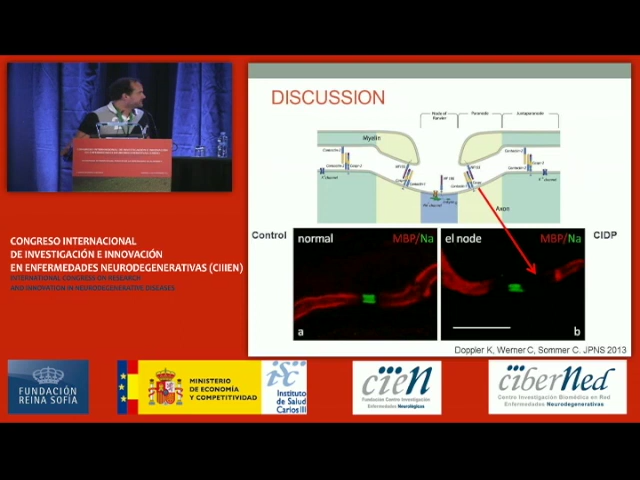 DISCUSSION
Node of Ranvier
Paranode
Juxtaparanode
Myelin
Axon
Control
normal
MBP/Na
el node
MBP/Na
CIDP
a
b
Doppler K, Werner C, Sommer C. JPNS 2013
CONGRESO INTERNACIONAL
DE INVESTIGACIÓN E INNOVACIÓN
EN ENFERMEDADES NEURODEGENERATIVAS (CIIIEN)
INTERNATIONAL CONGRESS ON RESEARCH
AND INNOVATION IN NEURODEGENERATIVE DISEASES
FUNDACIÓN
REINA SOFÍA
MINISTERIO
DE ECONOMÍA
Y COMPETITIVIDAD
isc
Instituto
de Salud
Carlos III
cien
Fundación Centro Investigación
Enfermedades Neurológicas
ciberNed
Centro Investigación Biomédica en Red
Enfermedades Neurodegenerativas